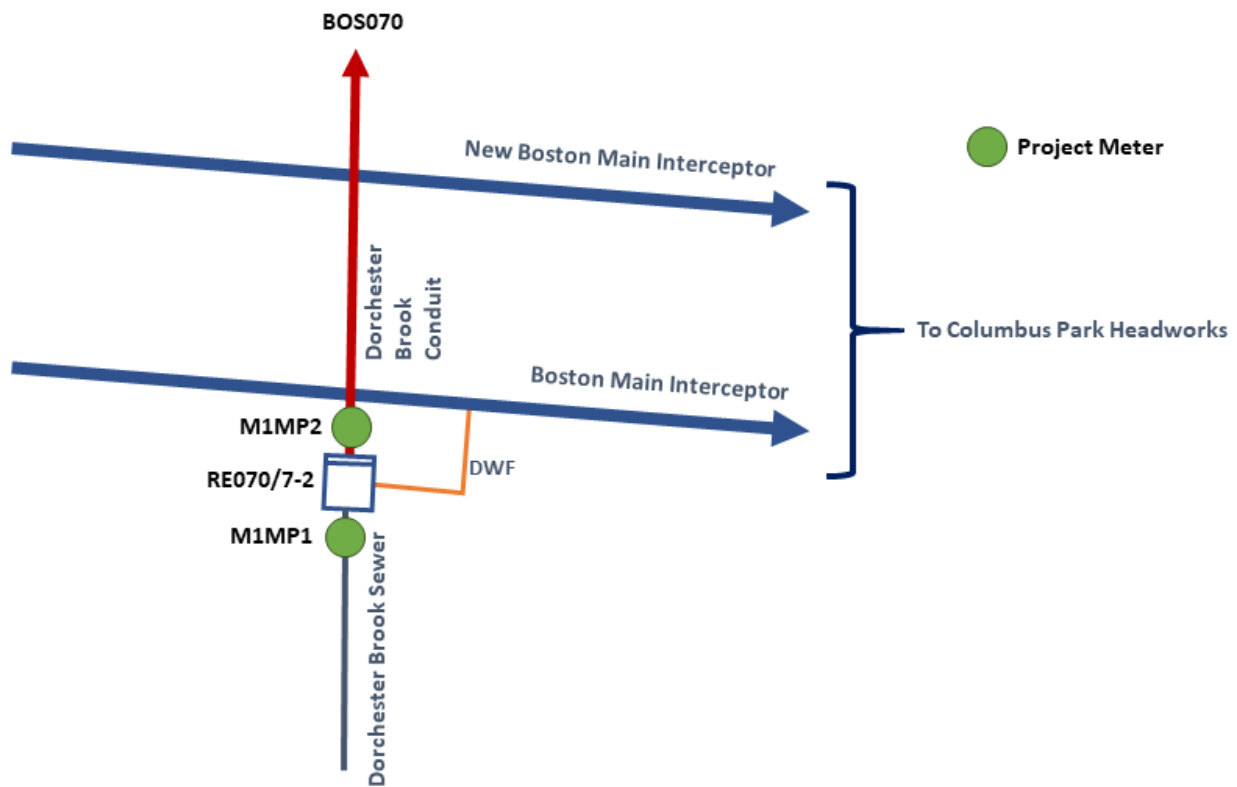 BOS070
New Boston Main Interceptor
Project Meter
Dorchester
Brook
Conduit
To Columbus Park Headworks
Boston Main Interceptor
M1MP2
DWF
RE070/7-2
M1MP1
Dorchester Brook Sewer